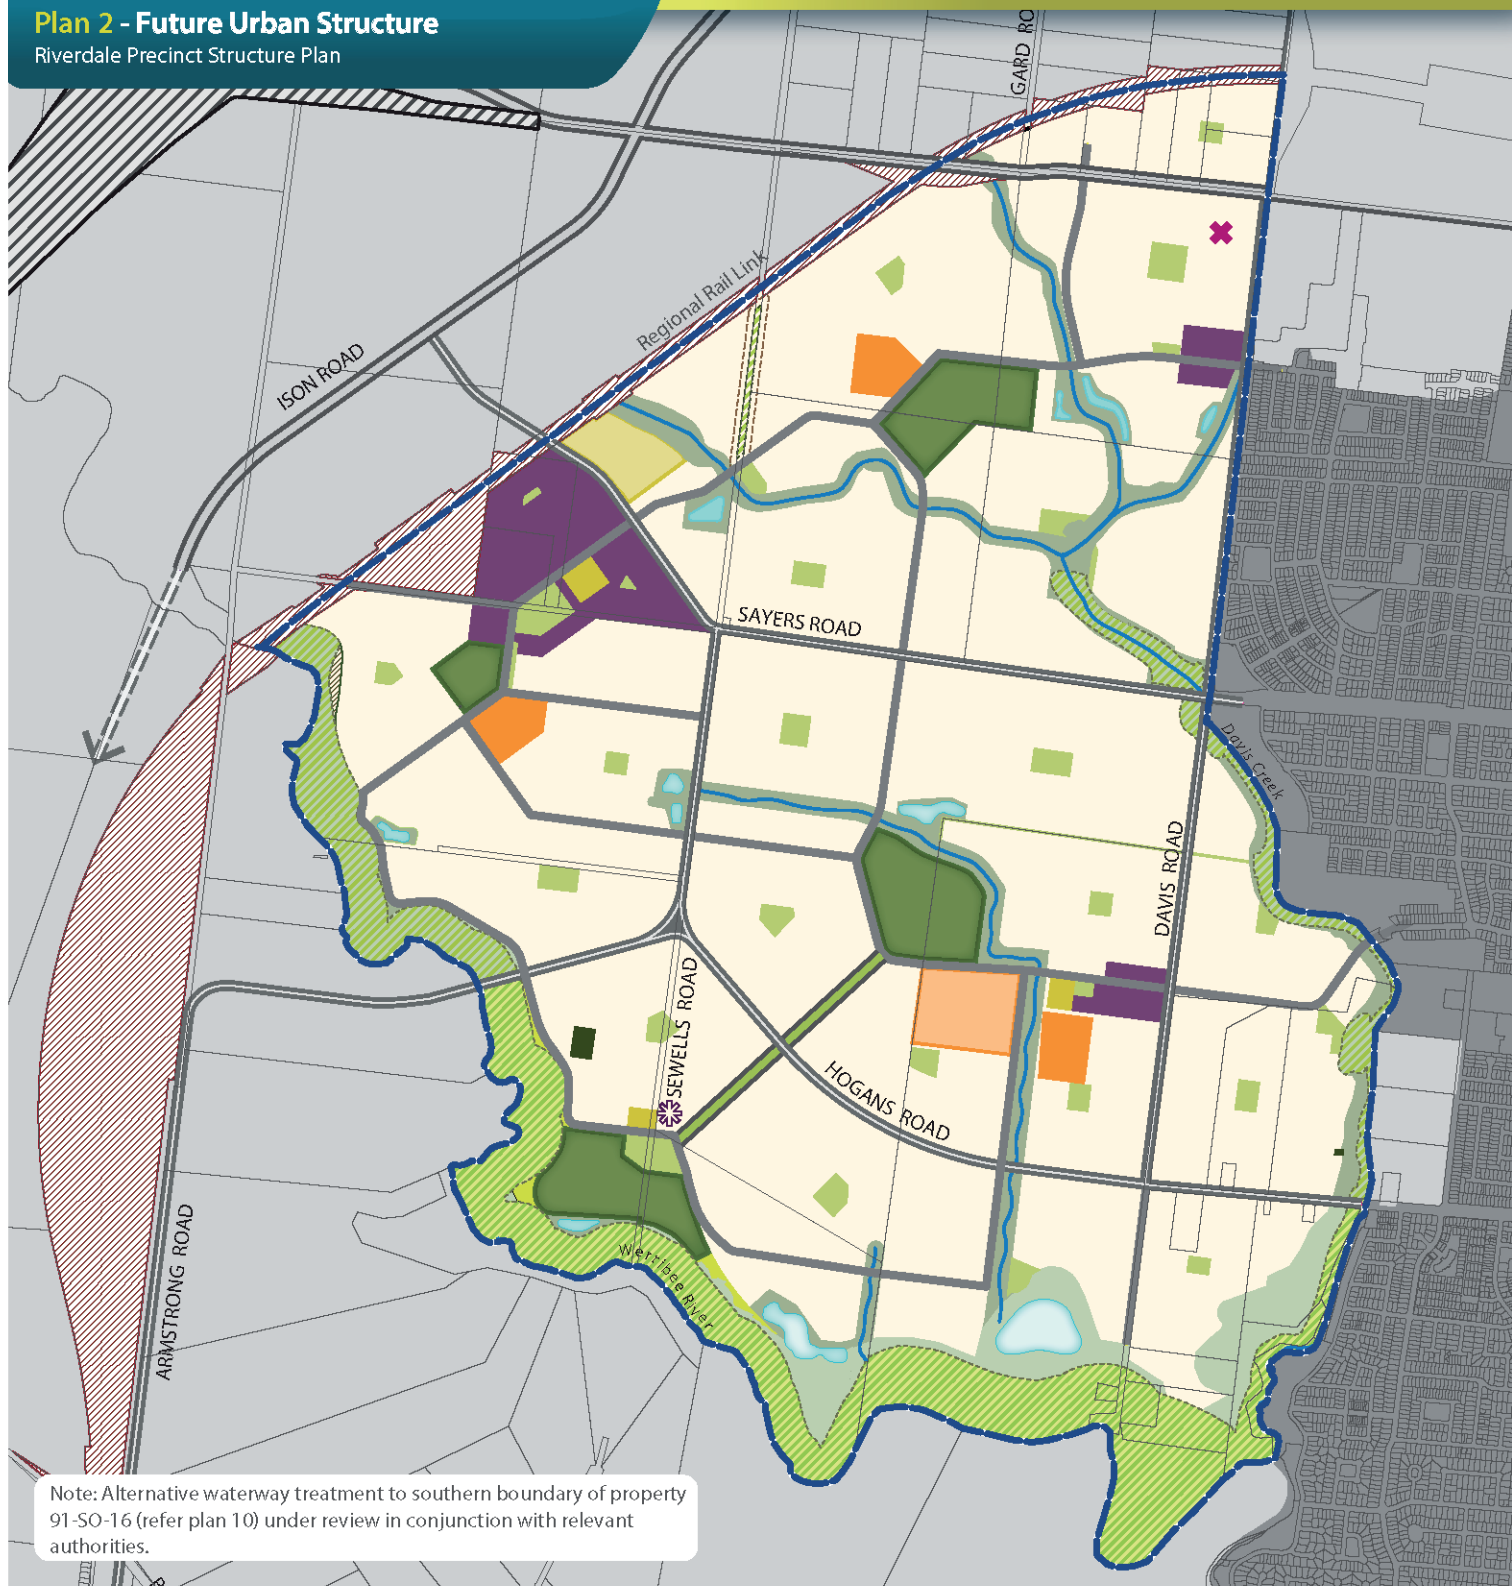 Plan 2 - Future Urban Structure
Riverdale Precinct Structure Plan
GARD RO
Regional Rail Link
ISON ROAD
SAYERS ROAD
Davis Creek
DAVIS ROAD
SEWELLS ROAD
HOGANS ROAD
Werribee River
ARMSTRONG ROAD
Note: Alternative waterway treatment to southern boundary of property
91-SO-16 (refer plan 10) under review in conjunction with relevant
authorities.